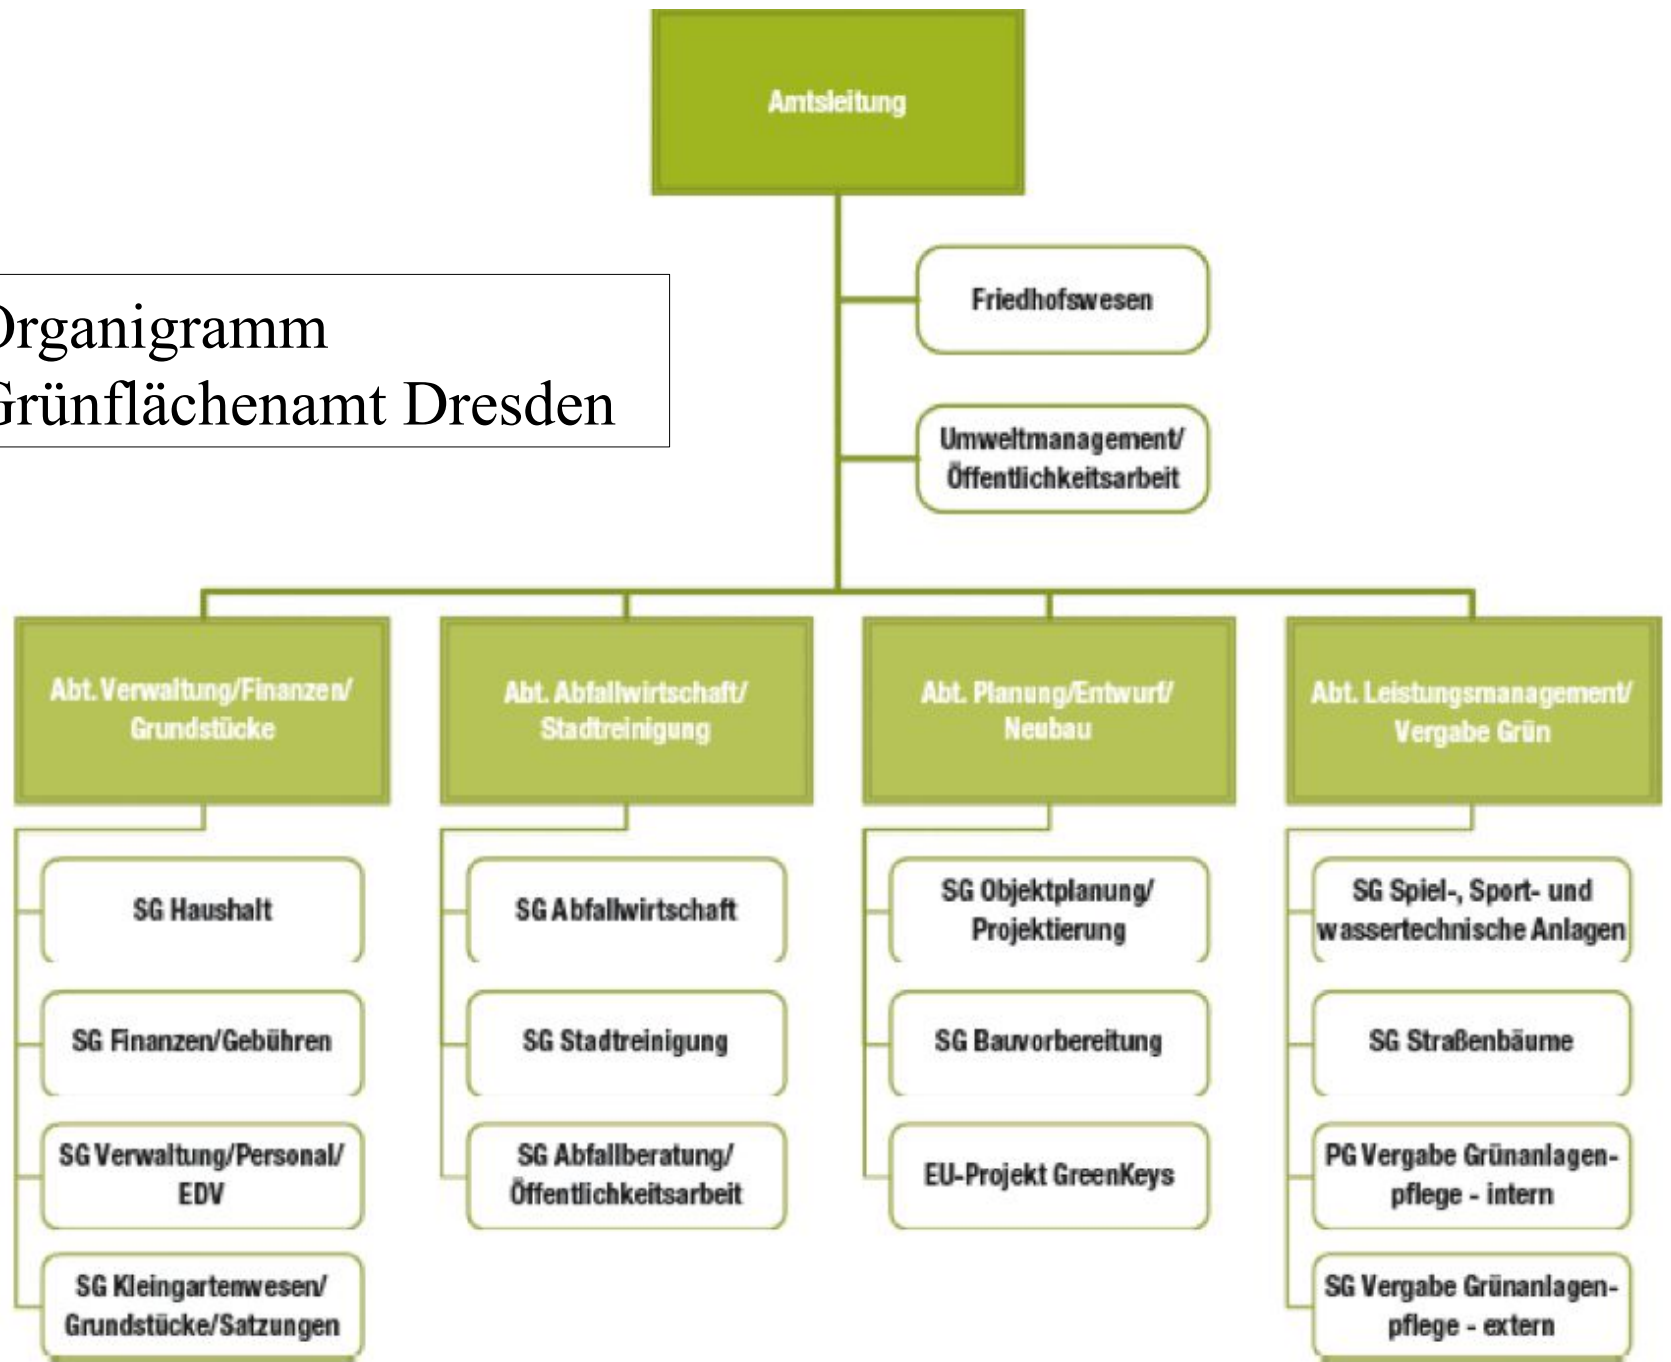 Amtsleitung
Friedhofswesen
Organigramm
Grünflächenamt Dresden
Umweltmanagement/
Öffentlichkeitsarbeit
Abt. Verwaltung/Finanzen/
Grundstücke
Abt. Abfallwirtschaft/
Stadtreinigung
Abt. Planung/Entwurf/
Neubau
Abt. Leistungsmanagement/
Vergabe Grün
SG Haushalt
SG Finanzen/Gebühren
SG Verwaltung/Personal/
EDV
SG Kleingartenwesen/
Grundstücke/Satzungen
SG Abfallwirtschaft
SG Stadtreinigung
SG Abfallberatung/
Öffentlichkeitsarbeit
SG Objektplanung/
Projektierung
SG Bauvorbereitung
EU-Projekt GreenKeys
SG Spiel-, Sport- und
wassertechnische Anlagen
SG Straßenbäume
PG Vergabe Grünanlagen-
pflege - intern
SG Vergabe Grünanlagen-
pflege - extern